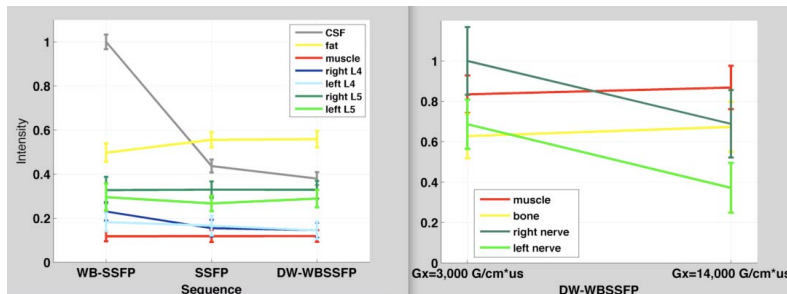 1
0.8
0.6
0.4
0.2
0
Intensity
CSF
fat
muscle
right L4
left L4
right L5
left L5
WB-SSFP SSFP DW-WBSSFP
Sequence
1
0.8
0.6
0.4
0.2
0
muscle
bone
right nerve
left nerve
Gx=3,000 G/cm*us Gx=14,000 G/cm*us
DW-WBSSFP